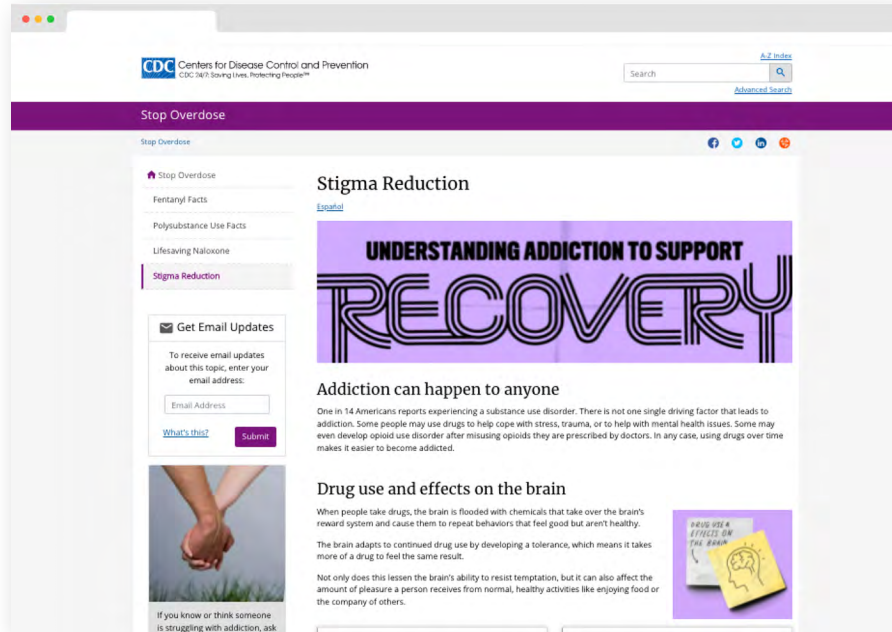 CDC Centers for Disease Control and Prevention
CDC 24/7: Saving Lives, Protecting People™
A-Z Index
Search
Advanced Search
Stop Overdose
Stop Overdose
Stop Overdose
Fentanyl Facts
Polysubstance Use Facts
Lifesaving Naloxone
Stigma Reduction
Get Email Updates
To receive email updates
about this topic, enter your
email address:
Email Address
What's this?
Submit
If you know or think someone
is struggling with addiction, ask
Stigma Reduction
Español
UNDERSTANDING ADDICTION TO SUPPORT
RECOVERY
Addiction can happen to anyone
One in 14 Americans reports experiencing a substance use disorder. There is not one single driving factor that leads to
addiction. Some people may use drugs to help cope with stress, trauma, or to help with mental health issues. Some may
even develop opioid use disorder after misusing opioids they are prescribed by doctors. In any case, using drugs over time
makes it easier to become addicted.
Drug use and effects on the brain
When people take drugs, the brain is flooded with chemicals that take over the brain's
reward system and cause them to repeat behaviors that feel good but aren't healthy.
The brain adapts to continued drug use by developing a tolerance, which means it takes
more of a drug to feel the same result.
Not only does this lessen the brain's ability to resist temptation, but it can also affect the
amount of pleasure a person receives from normal, healthy activities like enjoying food or
the company of others.
DRUG USE &
EFFECTS ON
THE BRAIN